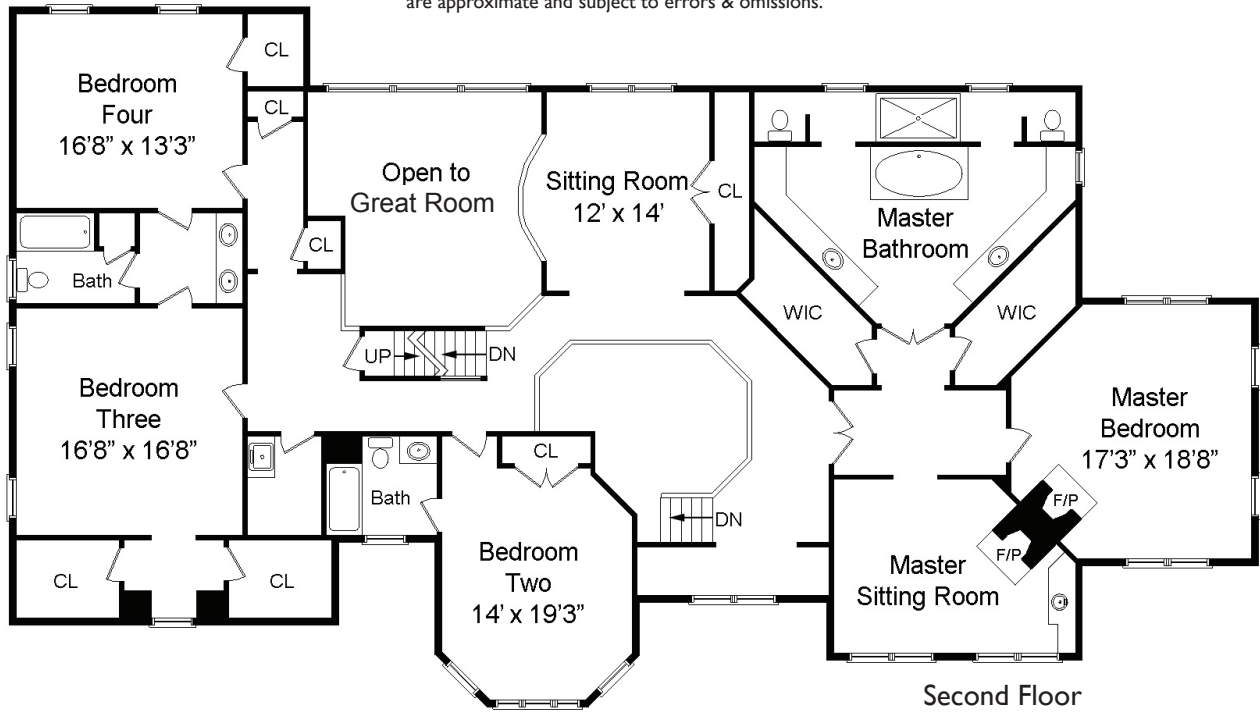 are approximate and subject to errors & omissions.
CL
Bedroom
Four
16'8" x 13'3"
CL
Open to
Great Room
Sitting Room
12' x 14'
CL
Master
Bathroom
CL
Bath
WIC
WIC
UP
DN
Bedroom
Three
16'8" x 16'8"
Master
Bedroom
17'3" x 18'8"
CL
Bath
F/P
DN
F/P
Bedroom
Two
14' x 19'3"
Master
Sitting Room
CL
CL
Second Floor